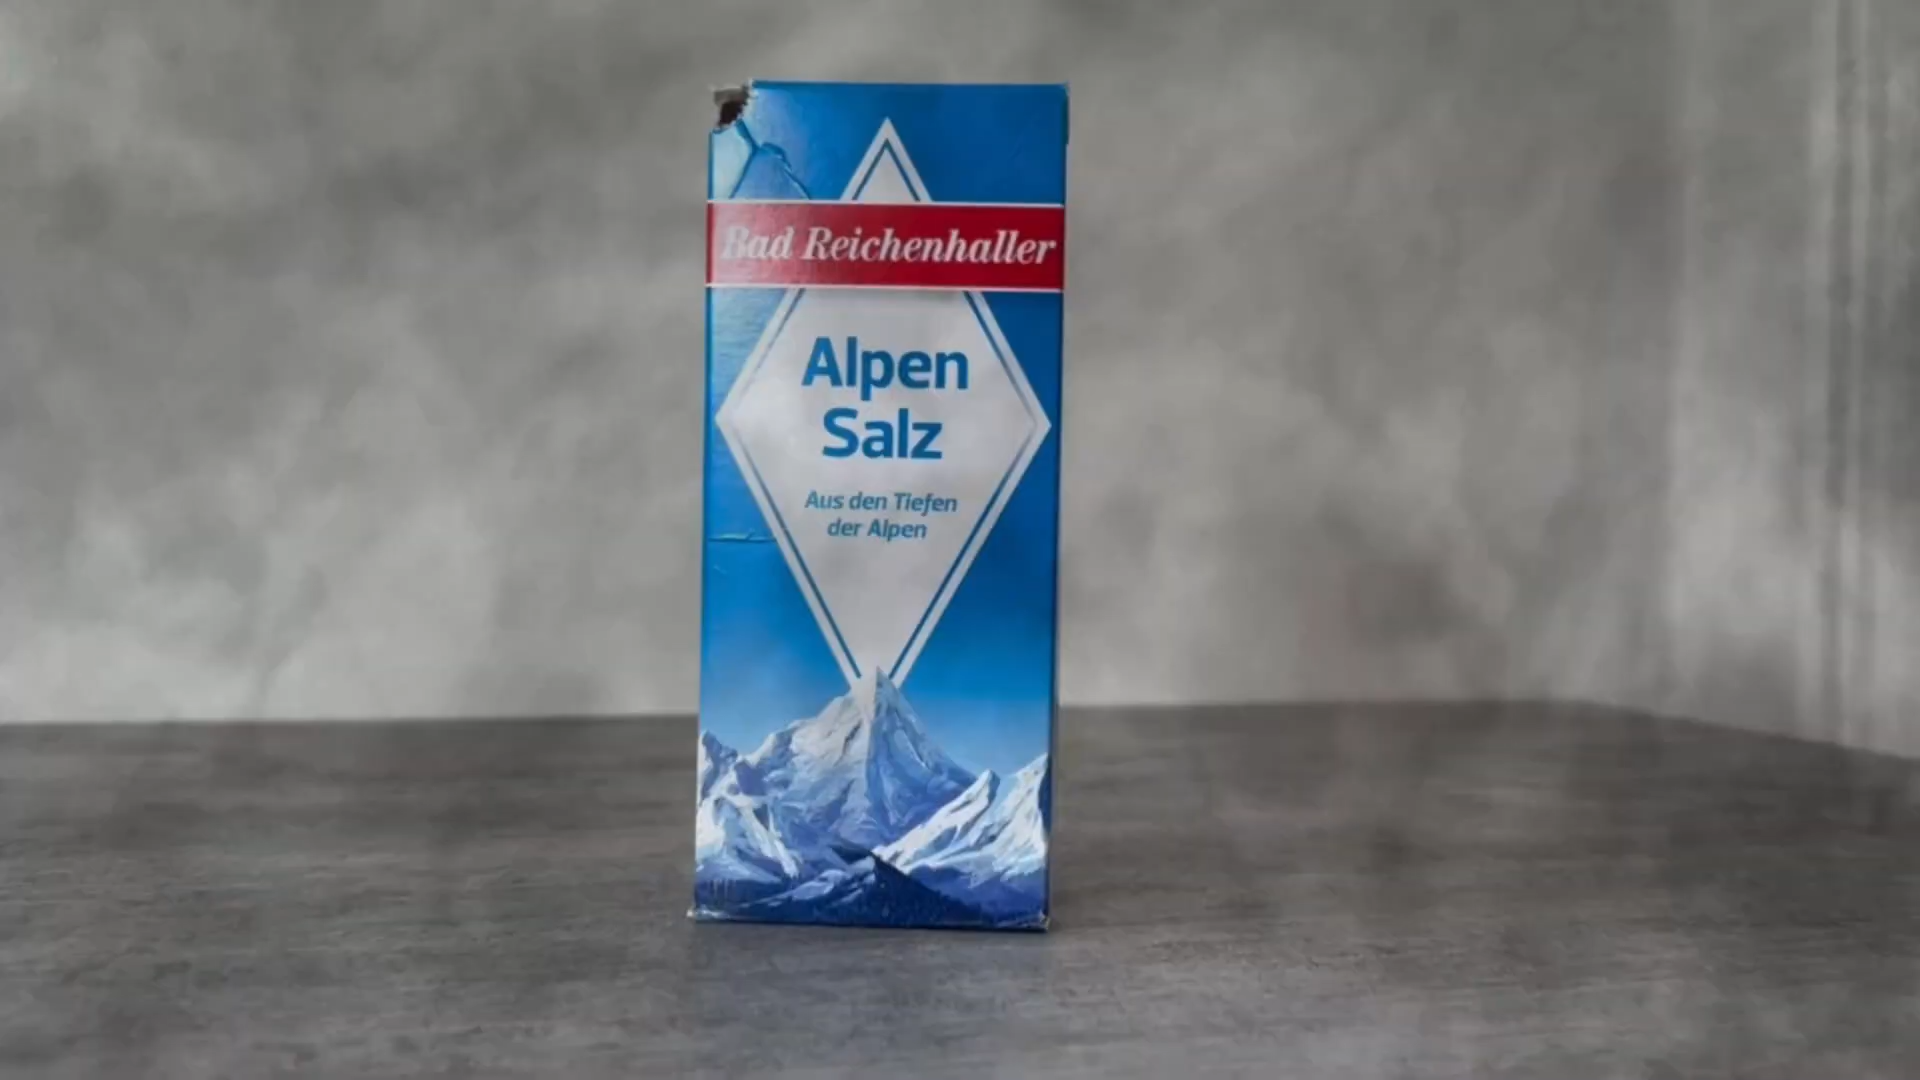 Bad Reichenhaller
Alpen
Salz
Aus den Tiefen
der Alpen